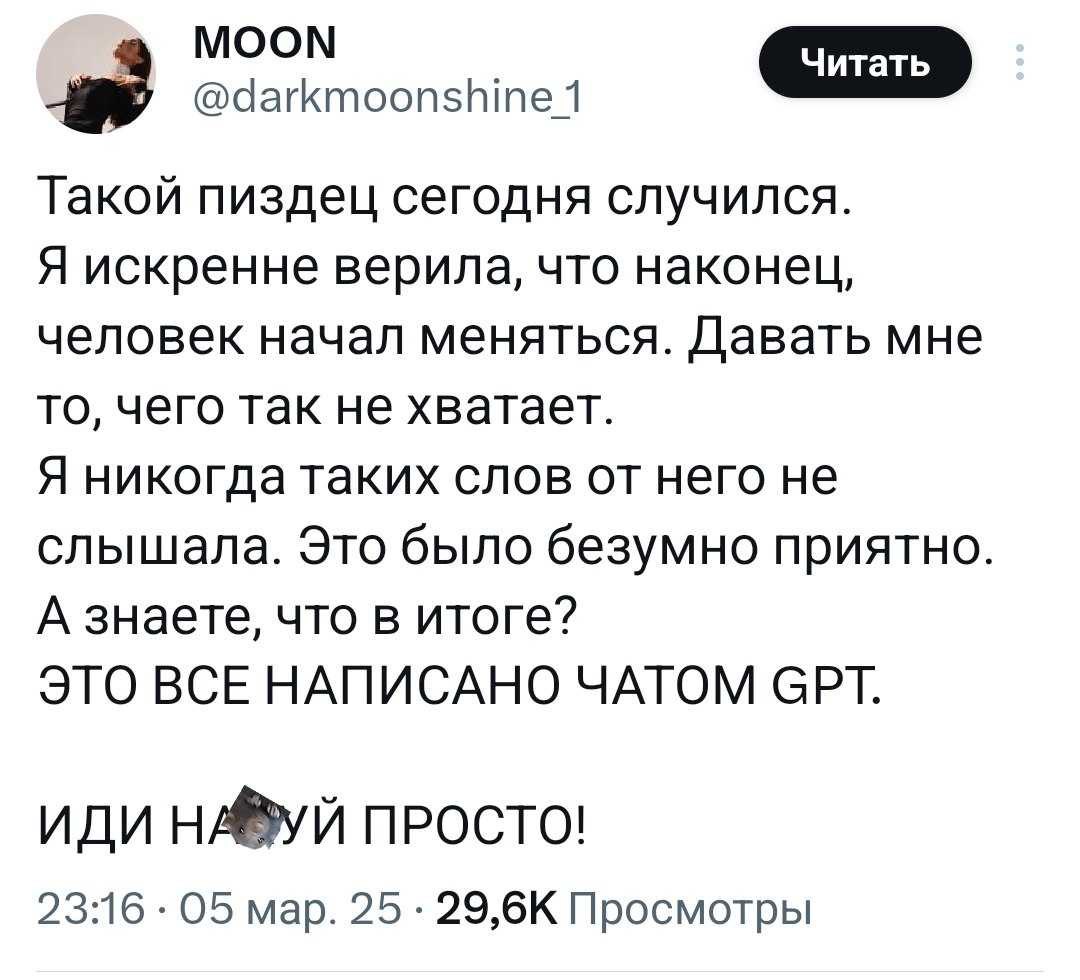 MOON
@darkmoonshine_1
Читать
Такой пиздец сегодня случился.
Я искренне верила, что наконец,
человек начал меняться. Давать мне
то, чего так не хватает.
Я никогда таких слов от него не
слышала. Это было безумно приятно.
А знаете, что в итоге?
ЭТО ВСЕ НАПИСАНО ЧАТОМ GPT.
ИДИ НА УЙ ПРОСТО!
23:16 · 05 мар. 25 · 29,6K Просмотры